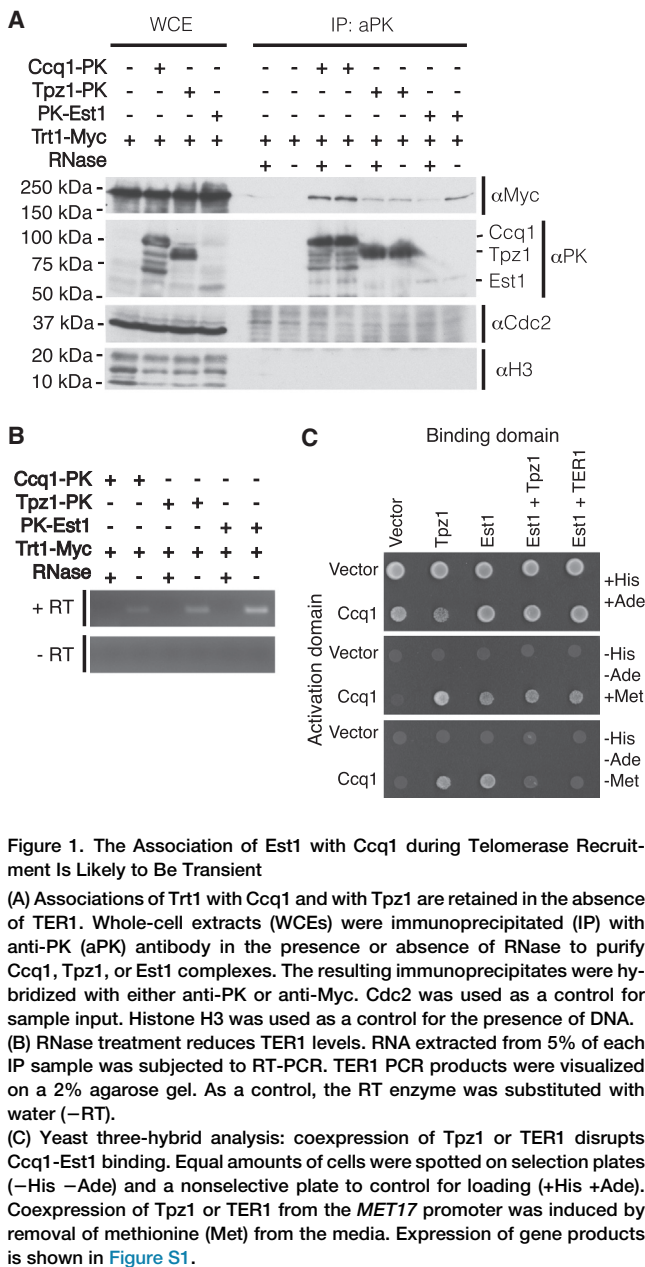 A
WCE
IP: aPK
Ccq1-PK - + - - - - + + - - - -
Tpz1-PK - - + - - - - - + + - -
PK-Est1 - - - + - - - - - - + +
Trt1-Myc + + + + + + + + + + + +
RNase + - + - + - + -
250 kDa-
150 kDa-
αMyc
100 kDa-
75 kDa-
50 kDa-
Ccq1
Tpz1
Est1
αPK
37 kDa-
αCdc2
20 kDa-
10 kDa-
αH3
B
Ccq1-PK + + - - - -
Tpz1-PK - - + + - -
PK-Est1 - - - - + +
Trt1-Myc + + + + + +
RNase + - + - + -
+ RT
- RT
C
Binding domain
Vector
Tpz1
Est1
Est1 + Tpz1
Est1 + TER1
Activation domain
Vector
Ccq1
+His
+Ade
Vector
Ccq1
-His
-Ade
+Met
Vector
Ccq1
-His
-Ade
-Met
Figure 1. The Association of Est1 with Ccq1 during Telomerase Recruit-
ment Is Likely to Be Transient
(A) Associations of Trt1 with Ccq1 and with Tpz1 are retained in the absence
of TER1. Whole-cell extracts (WCEs) were immunoprecipitated (IP) with
anti-PK (aPK) antibody in the presence or absence of RNase to purify
Ccq1, Tpz1, or Est1 complexes. The resulting immunoprecipitates were hy-
bridized with either anti-PK or anti-Myc. Cdc2 was used as a control for
sample input. Histone H3 was used as a control for the presence of DNA.
(B) RNase treatment reduces TER1 levels. RNA extracted from 5% of each
IP sample was subjected to RT-PCR. TER1 PCR products were visualized
on a 2% agarose gel. As a control, the RT enzyme was substituted with
water (−RT).
(C) Yeast three-hybrid analysis: coexpression of Tpz1 or TER1 disrupts
Ccq1-Est1 binding. Equal amounts of cells were spotted on selection plates
(−His −Ade) and a nonselective plate to control for loading (+His +Ade).
Coexpression of Tpz1 or TER1 from the MET17 promoter was induced by
removal of methionine (Met) from the media. Expression of gene products
is shown in Figure S1.